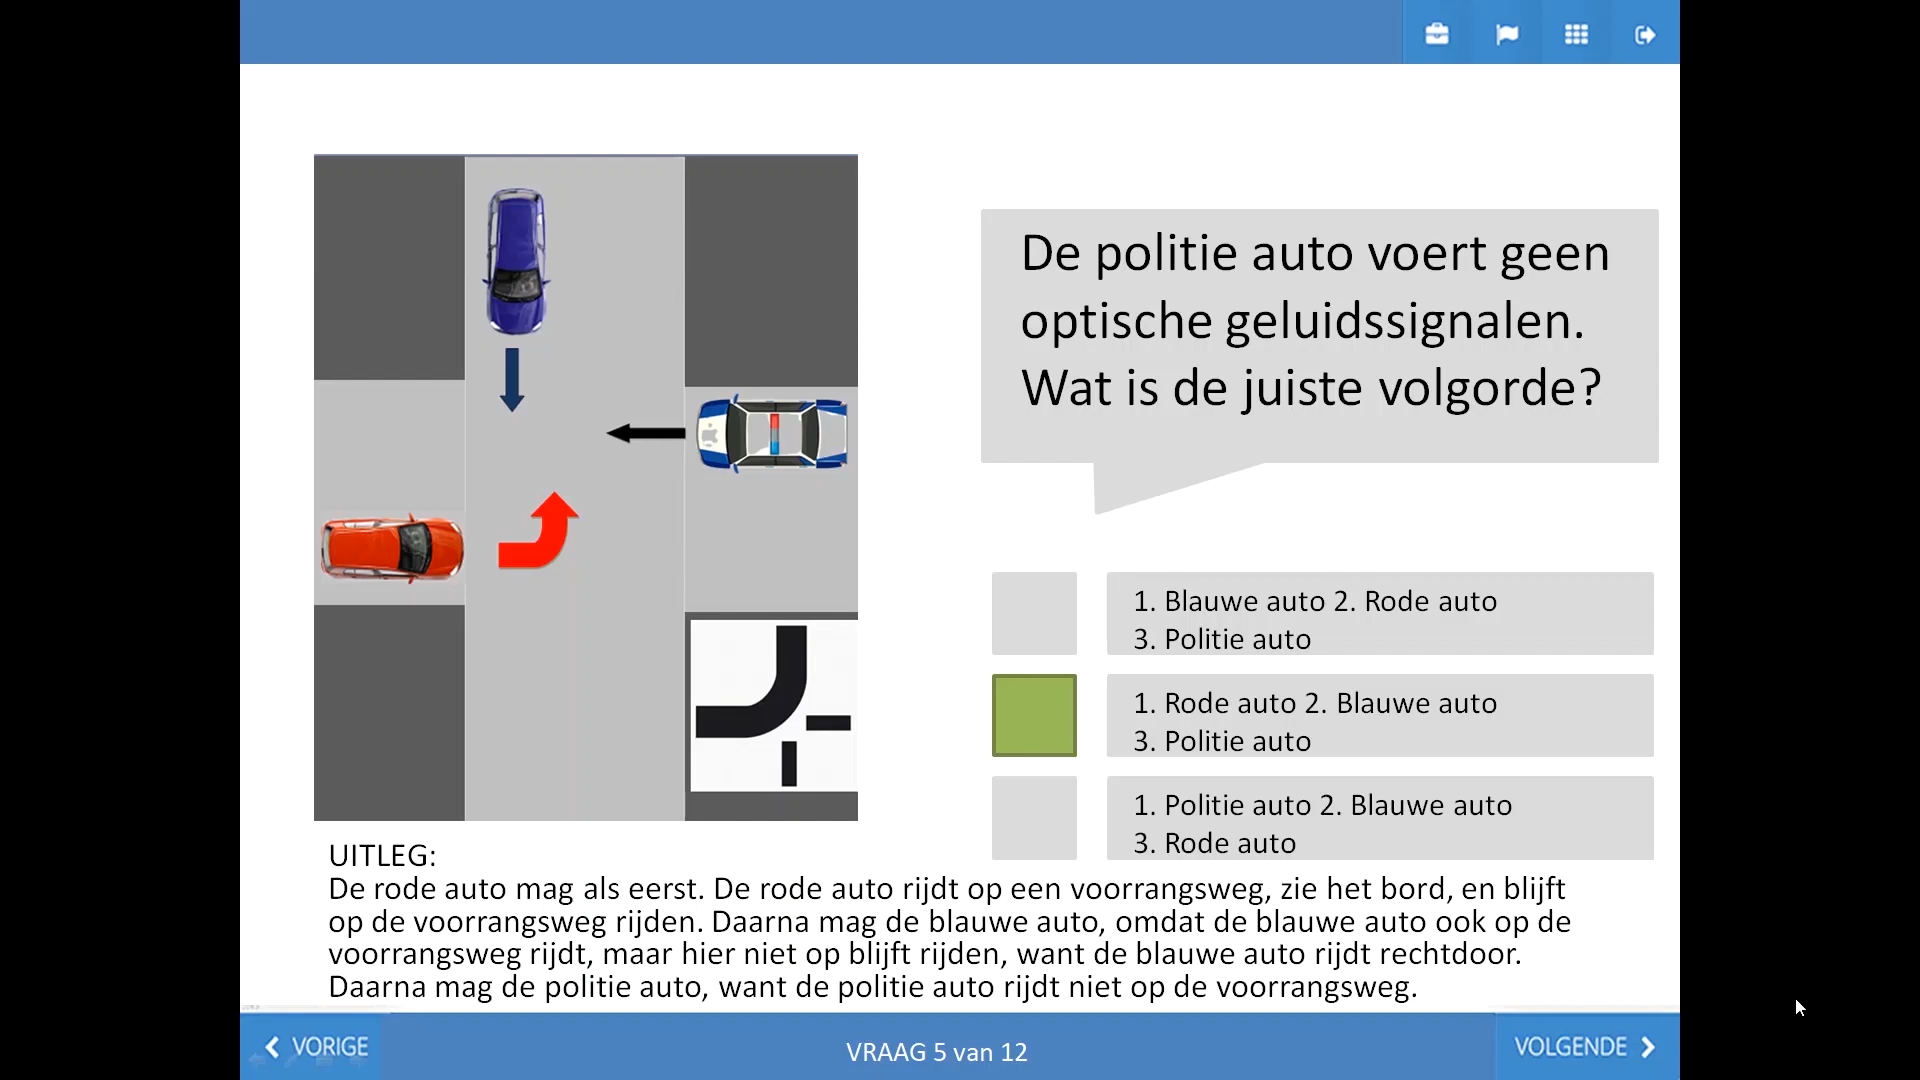 De politie auto voert geen
optische geluidssignalen.
Wat is de juiste volgorde?
1. Blauwe auto 2. Rode auto
3. Politie auto
1. Rode auto 2. Blauwe auto
3. Politie auto
1. Politie auto 2. Blauwe auto
3. Rode auto
UITLEG:
De rode auto mag als eerst. De rode auto rijdt op een voorrangsweg, zie het bord, en blijft
op de voorrangsweg rijden. Daarna mag de blauwe auto, omdat de blauwe auto ook op de
voorrangsweg rijdt, maar hier niet op blijft rijden, want de blauwe auto rijdt rechtdoor.
Daarna mag de politie auto, want de politie auto rijdt niet op de voorrangsweg.
VORIGE
VRAAG 5 van 12
VOLGENDE